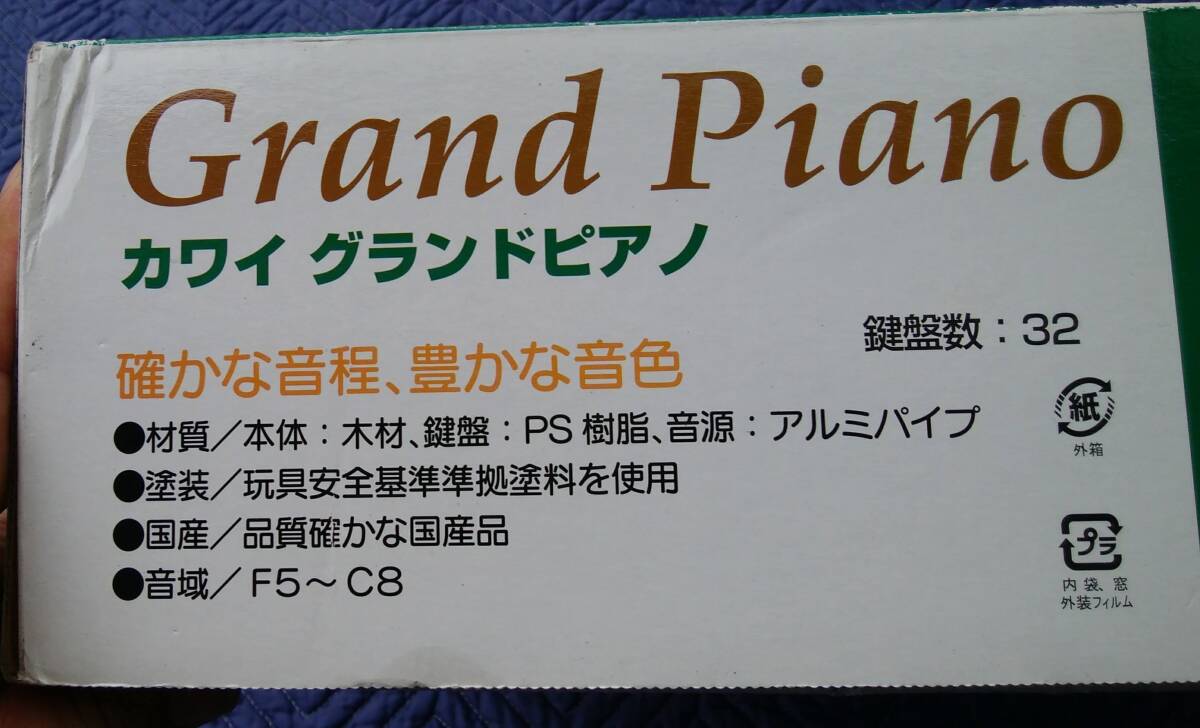 Grand Piano
カワイ グランドピアノ
鍵盤数：32
確かな音程、豊かな音色
●材質／本体：木材、鍵盤：PS樹脂、音源：アルミパイプ
●塗装／玩具安全基準準拠塗料を使用
●国産／品質確かな国産品
●音域／F5～C8
紙
外箱
プラ
内袋、窓
外装フィルム